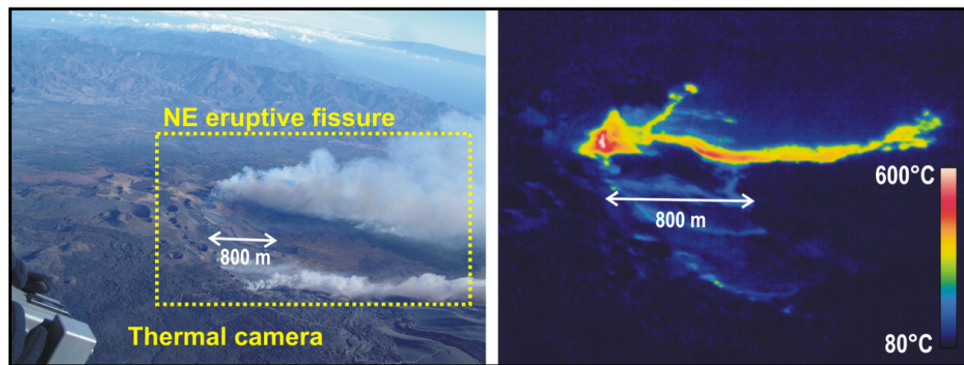 NE eruptive fissure
800 m
Thermal camera
600°C
800 m
80°C